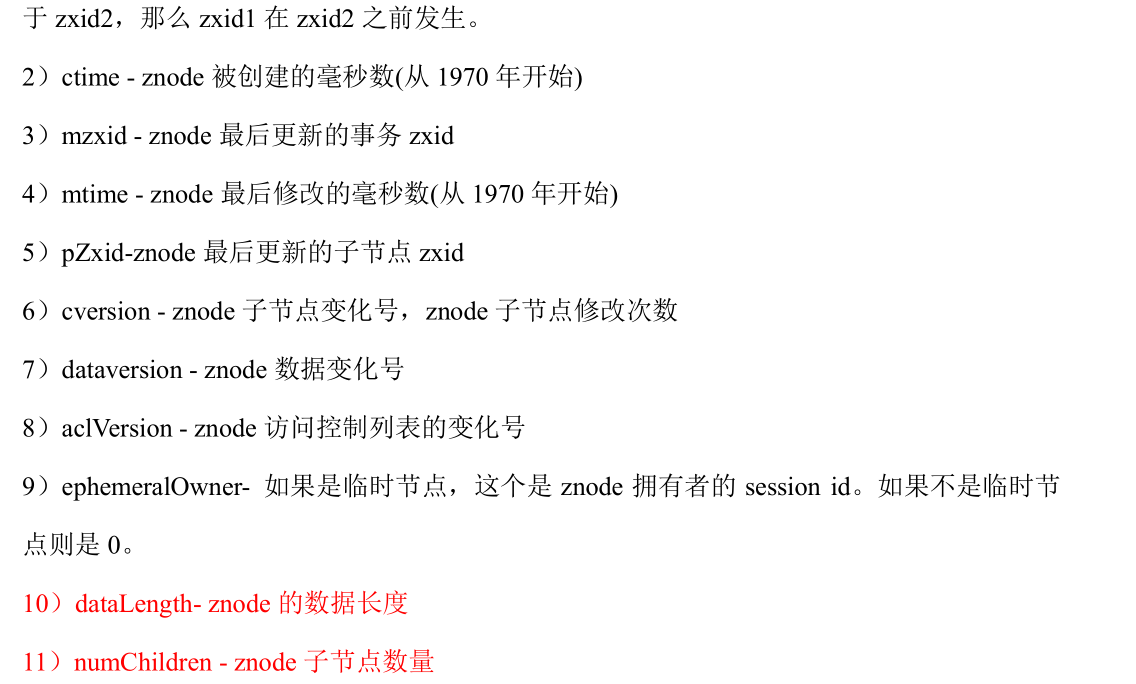 于 zxid2，那么 zxid1 在 zxid2 之前发生。
2）ctime - znode 被创建的毫秒数(从 1970 年开始)
3）mzxid - znode 最后更新的事务 zxid
4）mtime - znode 最后修改的毫秒数(从 1970 年开始)
5）pZxid-znode 最后更新的子节点 zxid
6）cversion - znode 子节点变化号，znode 子节点修改次数
7）dataversion - znode 数据变化号
8）aclVersion - znode 访问控制列表的变化号
9）ephemeralOwner- 如果是临时节点，这个是 znode 拥有者的 session id。如果不是临时节
点则是 0。
10）dataLength- znode 的数据长度
11）numChildren - znode 子节点数量